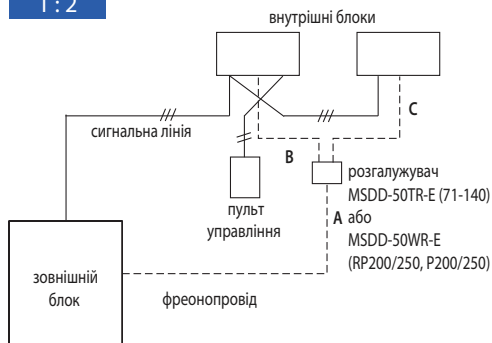 1 : 2
внутрішні блоки
C
сигнальна лінія
B
розгалужувач
MSDD-50TR-E (71-140)
пульт
управління
A або
MSDD-50WR-E
(RP200/250, P200/250)
зовнішній
блок
фреонопровід